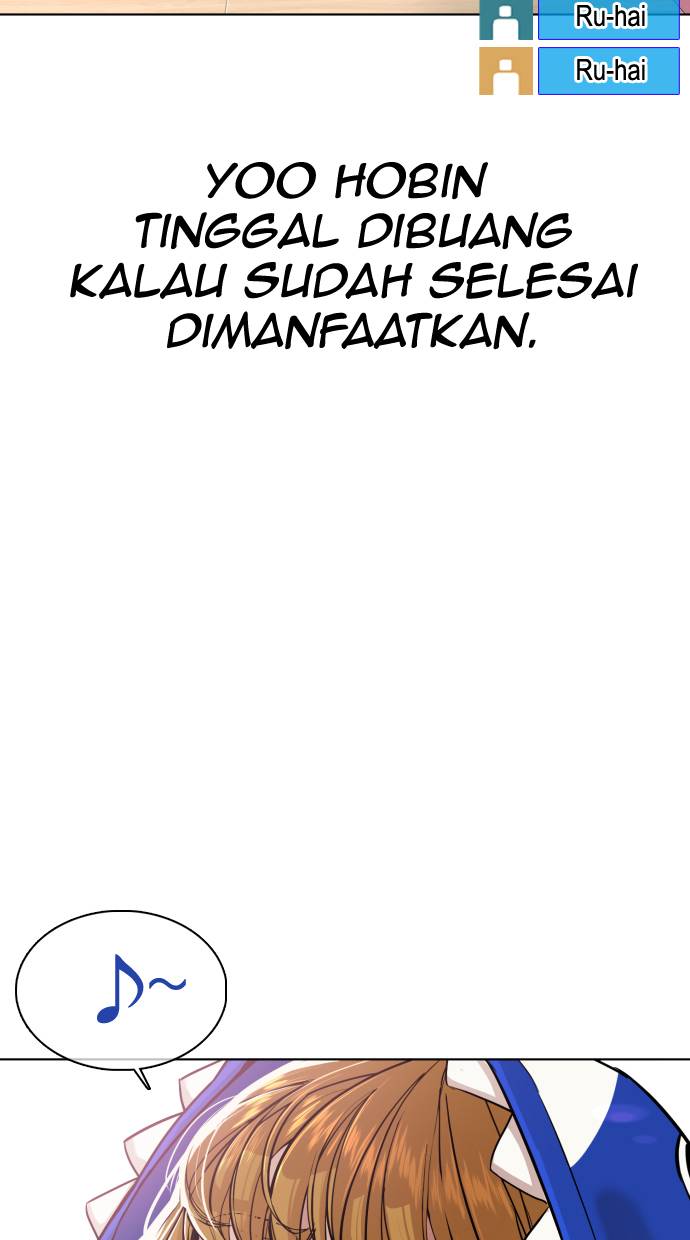 Ru-hai
Ru-hai
YOO HOBIN
TINGGAL DIBUANG
KALAU SUDAH SELESAI
DIMANFAATKAN.
♪~